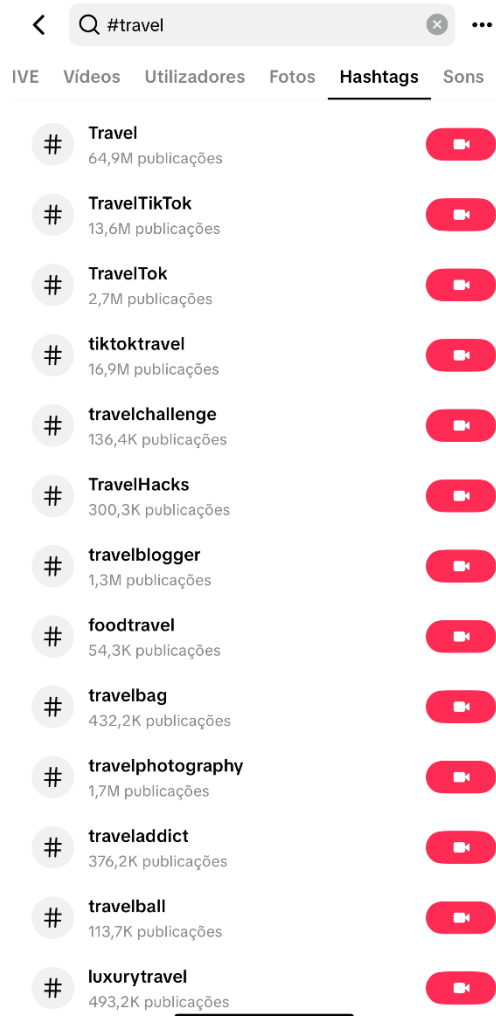 #travel
IVE Vídeos Utilizadores Fotos Hashtags Sons
# Travel
64,9M publicações
# TravelTikTok
13,6M publicações
# TravelTok
2,7M publicações
# tiktoktravel
16,9M publicações
# travelchallenge
136,4K publicações
# TravelHacks
300,3K publicações
# travelblogger
1,3M publicações
# foodtravel
54,3K publicações
# travelbag
432,2K publicações
# travelphotography
1,7M publicações
# traveladdict
376,2K publicações
# travelball
113,7K publicações
# luxurytravel
493,2K publicações